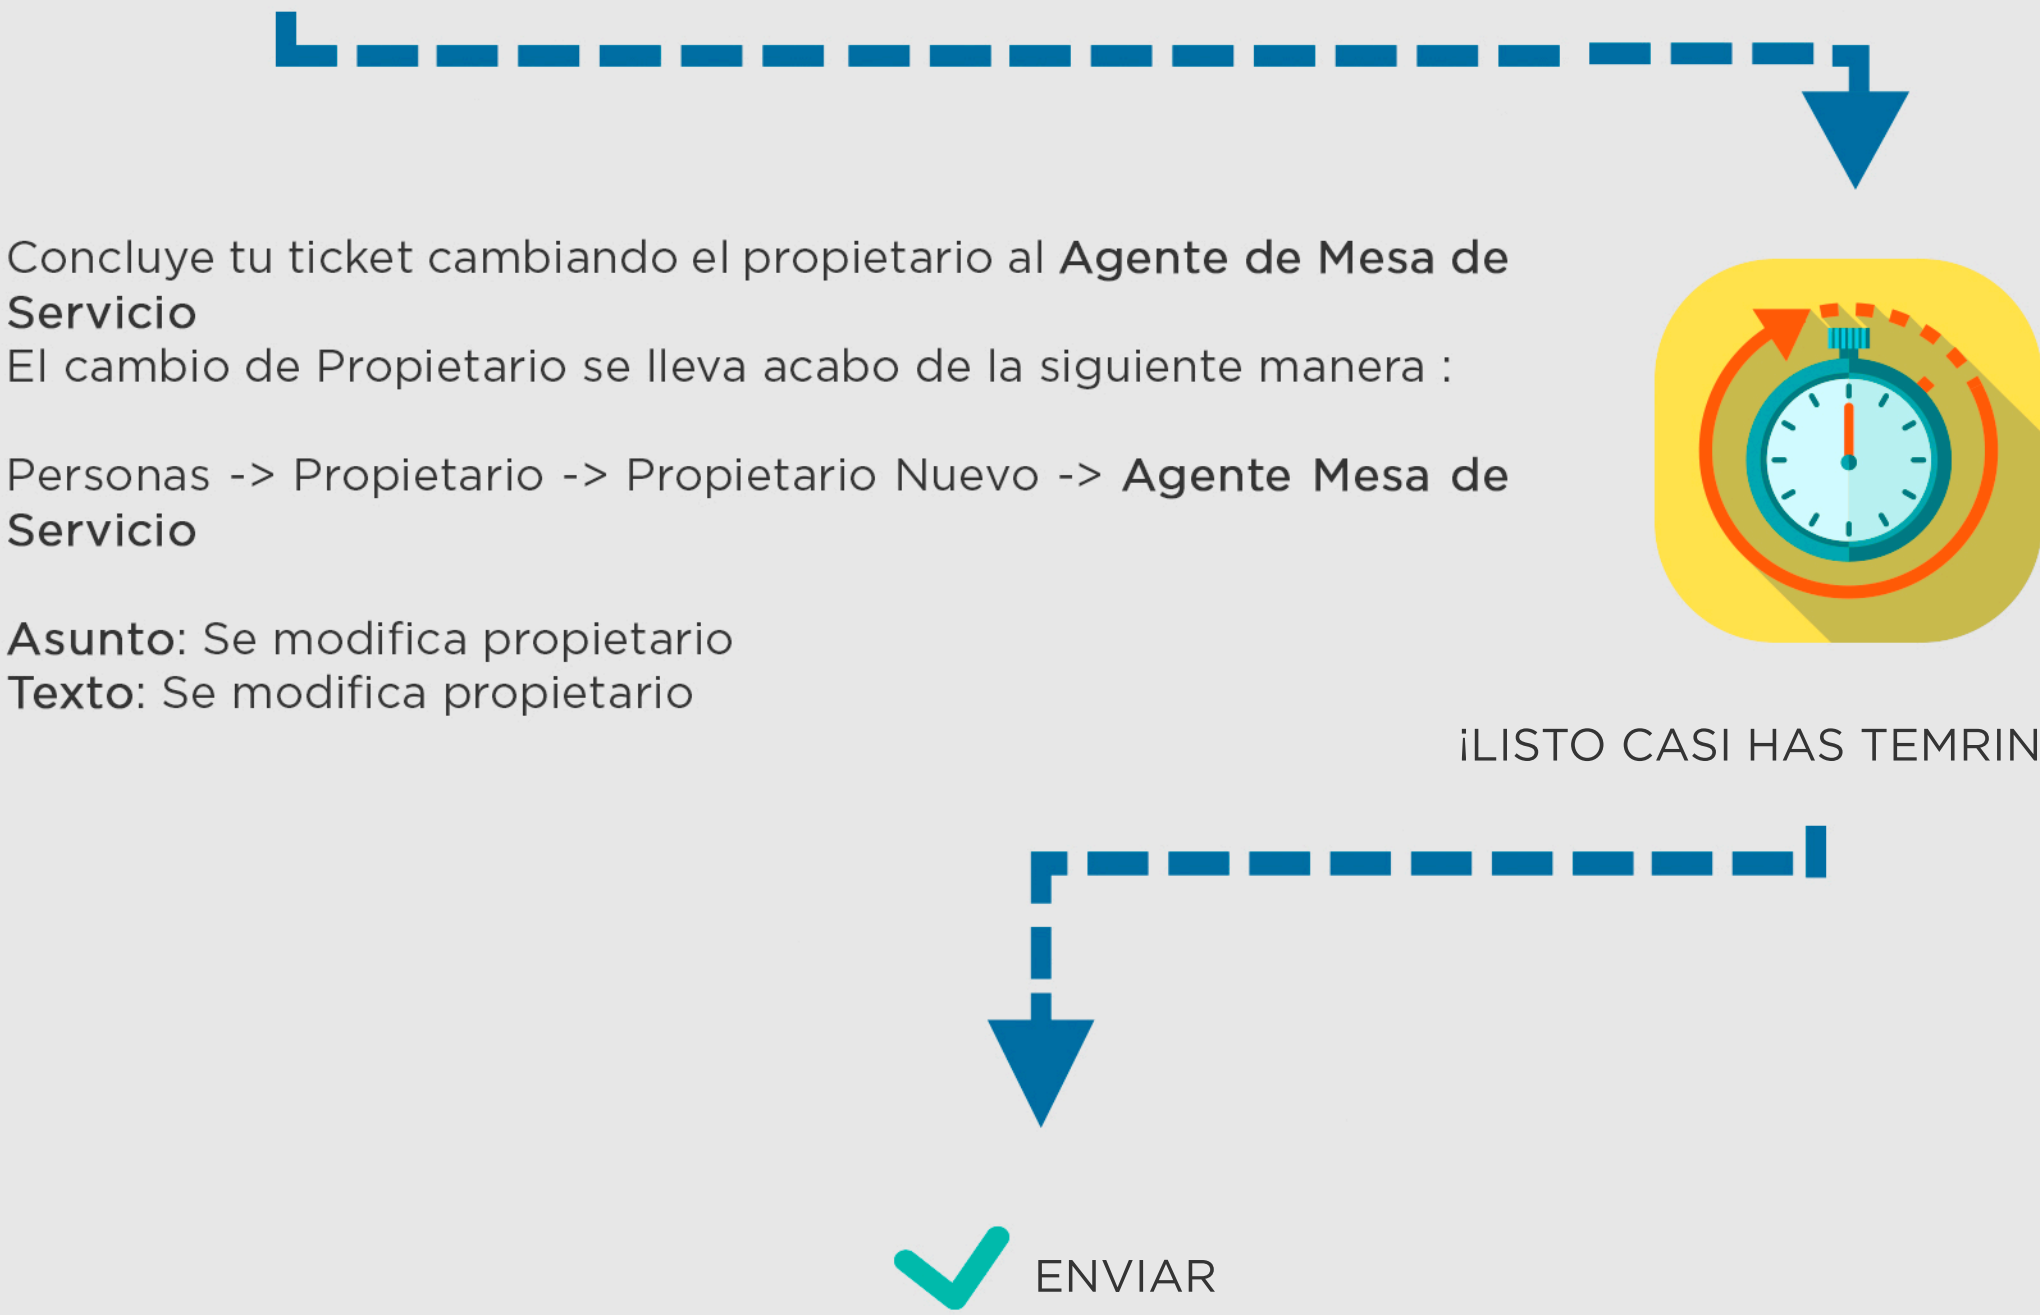 Concluye tu ticket cambiando el propietario al Agente de Mesa de
Servicio
El cambio de Propietario se lleva acabo de la siguiente manera :
Personas -> Propietario -> Propietario Nuevo -> Agente Mesa de
Servicio
Asunto: Se modifica propietario
Texto: Se modifica propietario
¡LISTO CASI HAS TEMRIN
ENVIAR